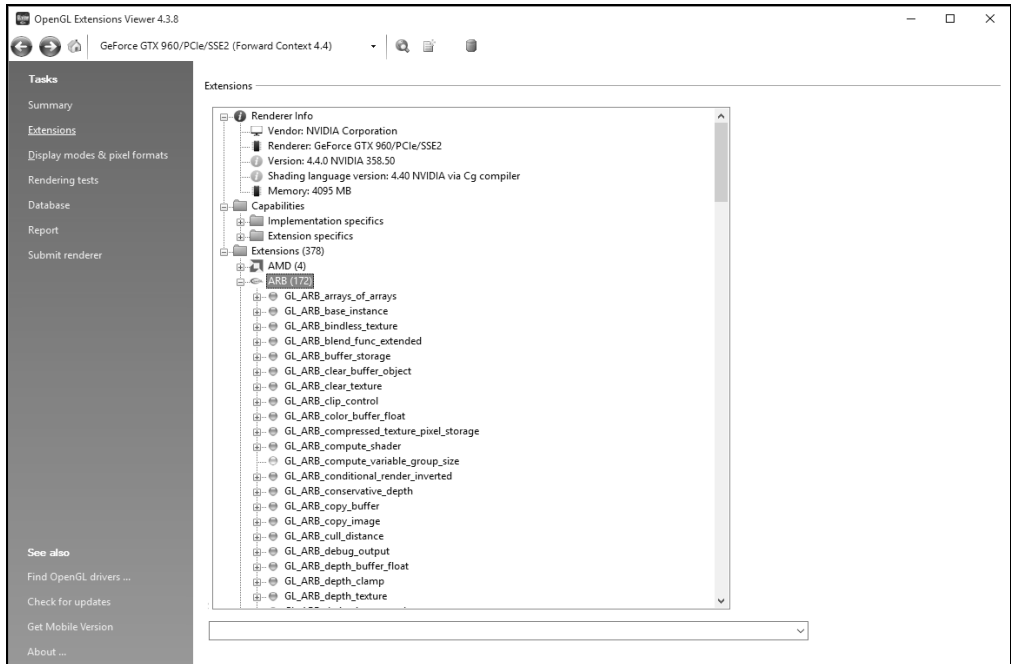 OpenGL Extensions Viewer 4.3.8
GeForce GTX 960/PCIe/SSE2 (Forward Context 4.4)
Tasks
Summary
Extensions
Display modes & pixel formats
Rendering tests
Database
Report
Submit renderer
See also
Find OpenGL drivers ...
Check for updates
Get Mobile Version
About ...
Extensions
Renderer Info
Vendor: NVIDIA Corporation
Renderer: GeForce GTX 960/PCIe/SSE2
Version: 4.4.0 NVIDIA 358.50
Shading language version: 4.40 NVIDIA via Cg compiler
Memory: 4095 MB
Capabilities
Implementation specifics
Extension specifics
Extensions (378)
AMD (4)
ARB (172)
GL_ARB_arrays_of_arrays
GL_ARB_base_instance
GL_ARB_bindless_texture
GL_ARB_blend_func_extended
GL_ARB_buffer_storage
GL_ARB_clear_buffer_object
GL_ARB_clear_texture
GL_ARB_clip_control
GL_ARB_color_buffer_float
GL_ARB_compressed_texture_pixel_storage
GL_ARB_compute_shader
GL_ARB_compute_variable_group_size
GL_ARB_conditional_render_inverted
GL_ARB_conservative_depth
GL_ARB_copy_buffer
GL_ARB_copy_image
GL_ARB_cull_distance
GL_ARB_debug_output
GL_ARB_depth_buffer_float
GL_ARB_depth_clamp
GL_ARB_depth_texture